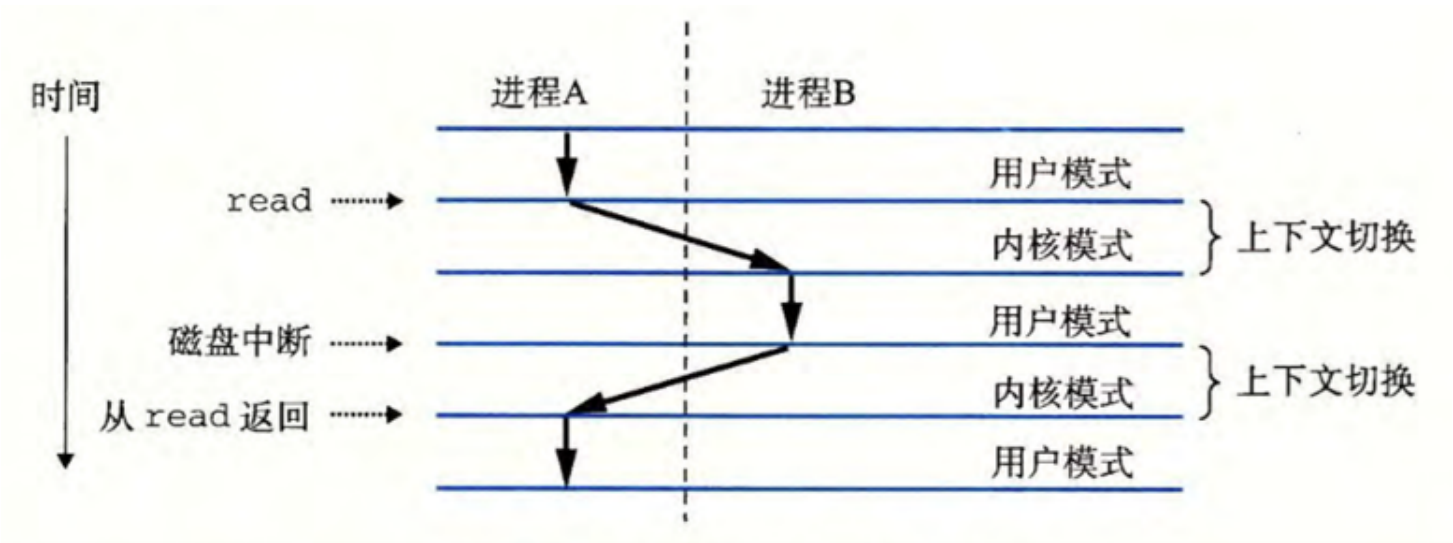 时间
进程A
进程B
用户模式
read
内核模式
上下文切换
用户模式
磁盘中断
内核模式
上下文切换
从 read 返回
用户模式